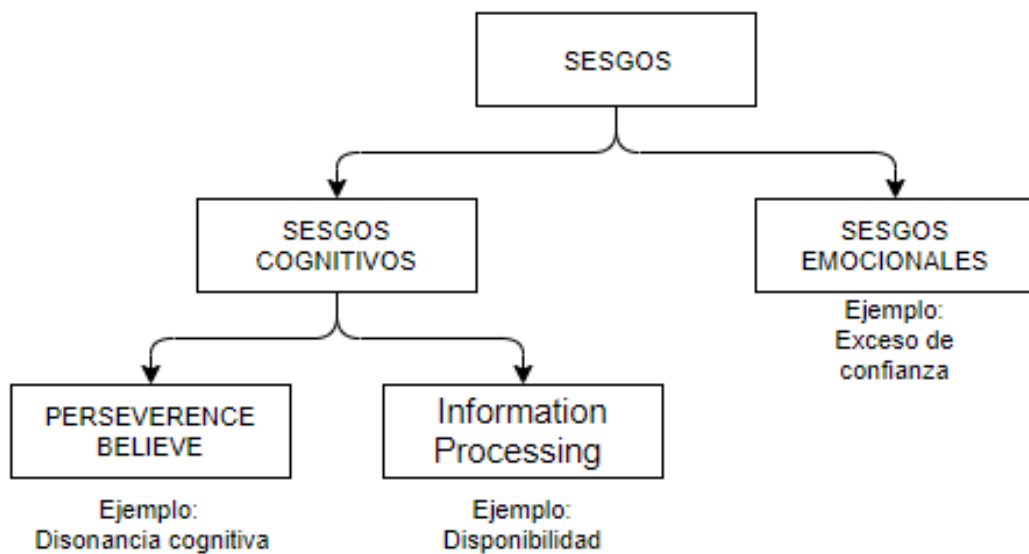 SESGOS
SESGOS
COGNITIVOS
SESGOS
EMOCIONALES
Ejemplo:
Exceso de
confianza
PERSEVERENCE
BELIEVE
Information
Processing
Ejemplo:
Disonancia cognitiva
Ejemplo:
Disponibilidad